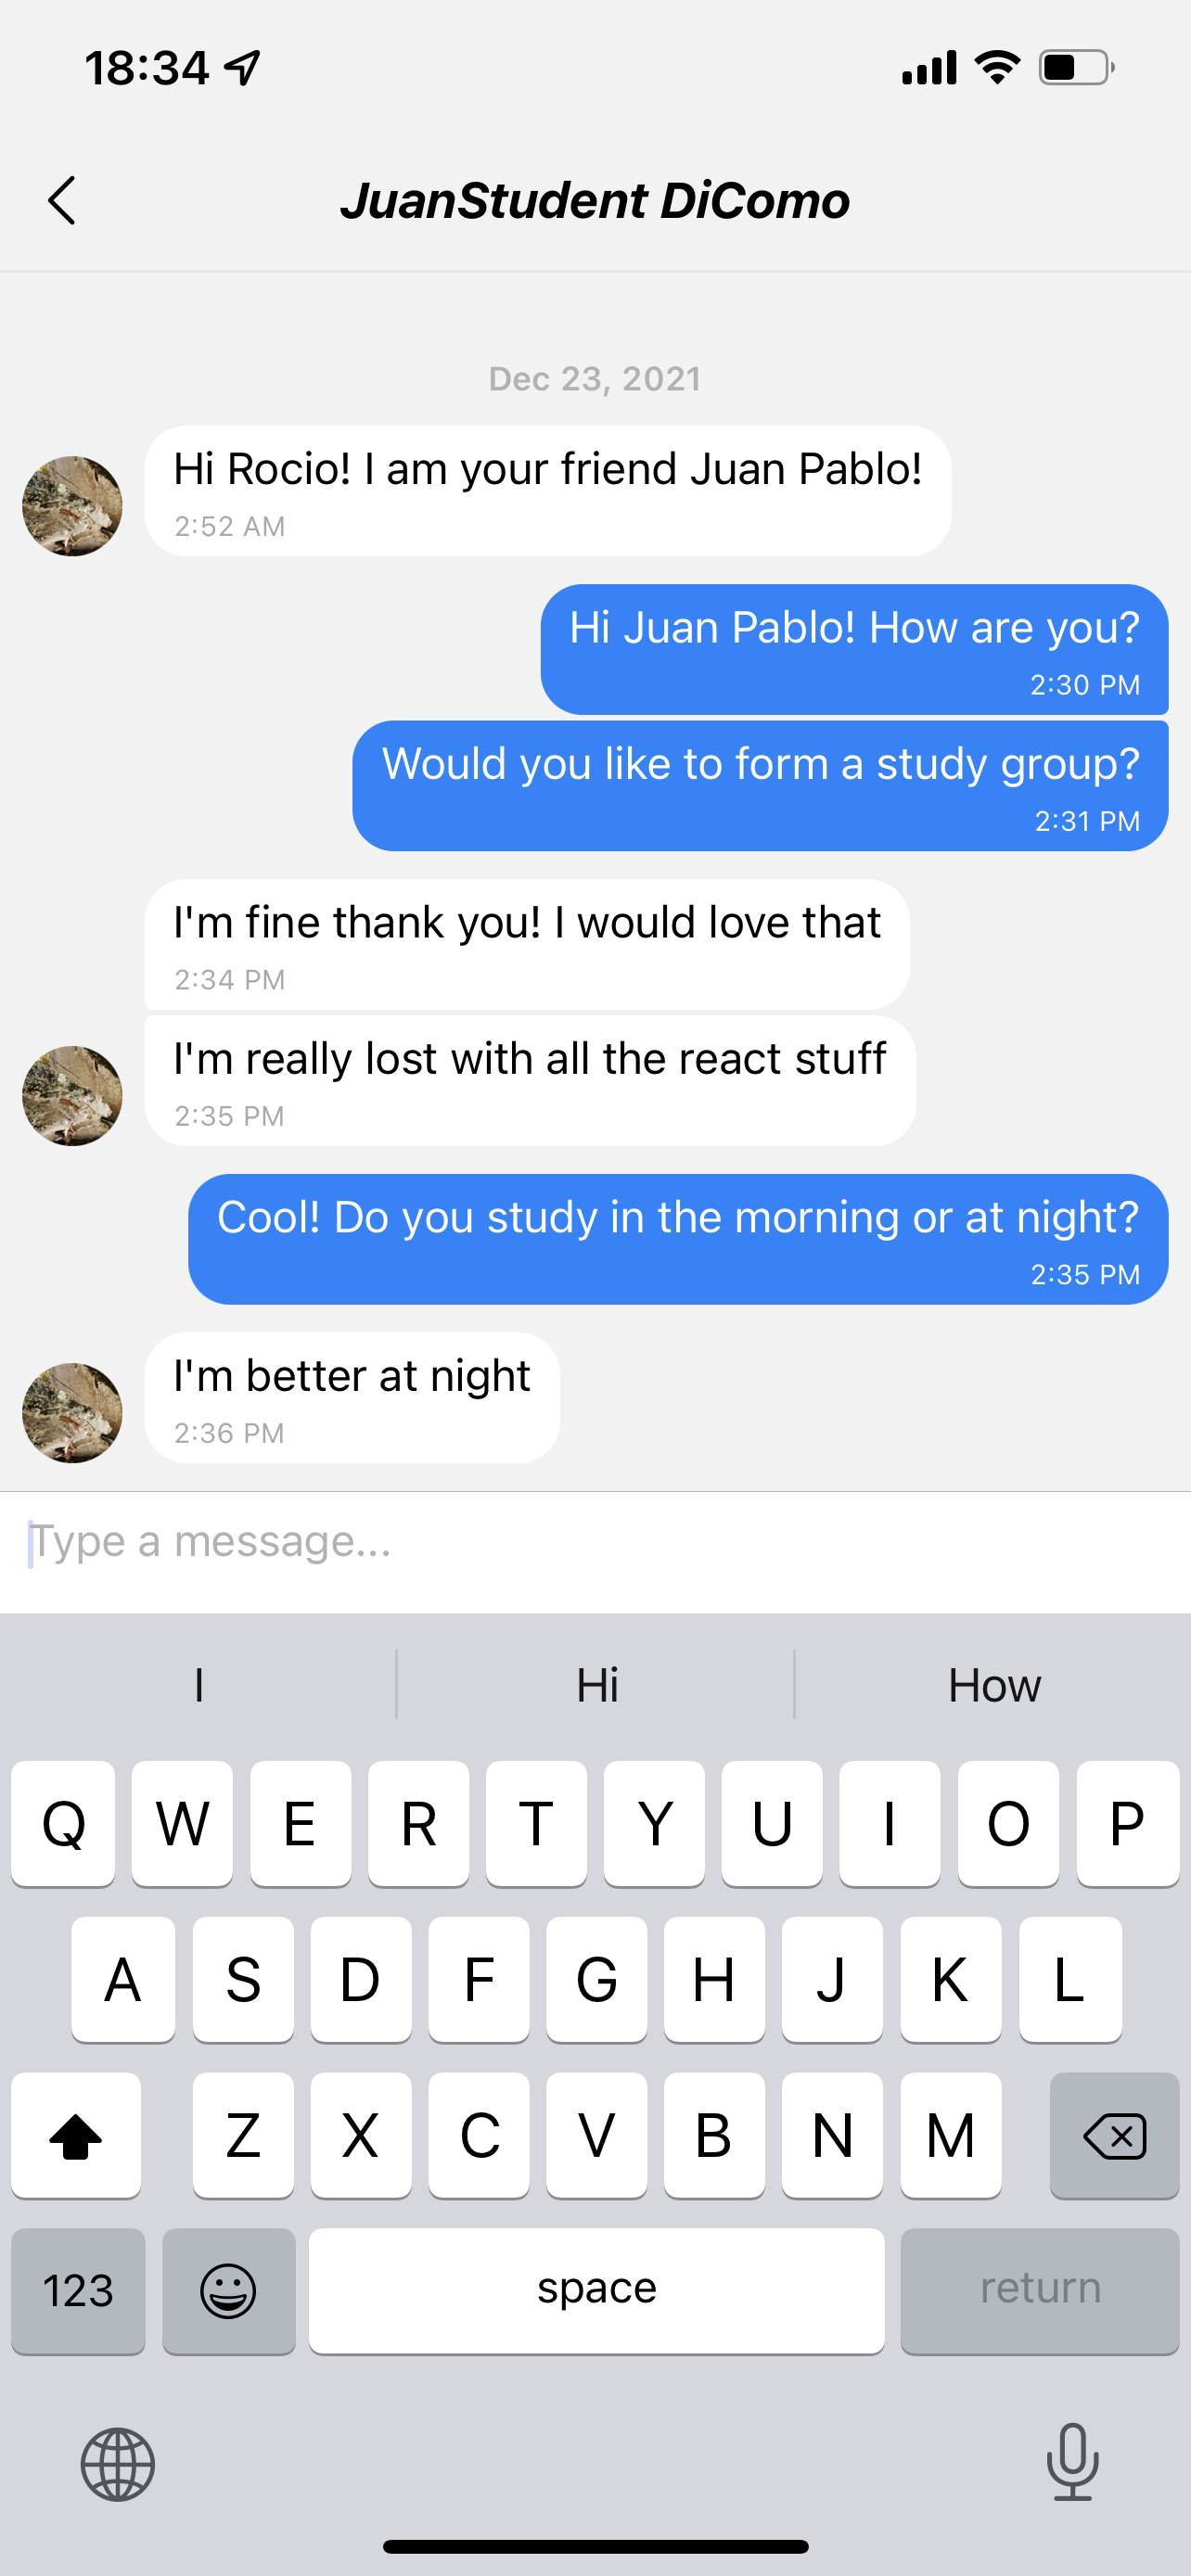 18:34
JuanStudent DiComo
Dec 23, 2021
Hi Rocio! I am your friend Juan Pablo!
2:52 AM
Hi Juan Pablo! How are you?
2:30 PM
Would you like to form a study group?
2:31 PM
I'm fine thank you! I would love that
2:34 PM
I'm really lost with all the react stuff
2:35 PM
Cool! Do you study in the morning or at night?
2:35 PM
I'm better at night
2:36 PM
Type a message...
I Hi How
Q W E R T Y U I O P
A S D F G H J K L
Z X C V B N M
123 space return